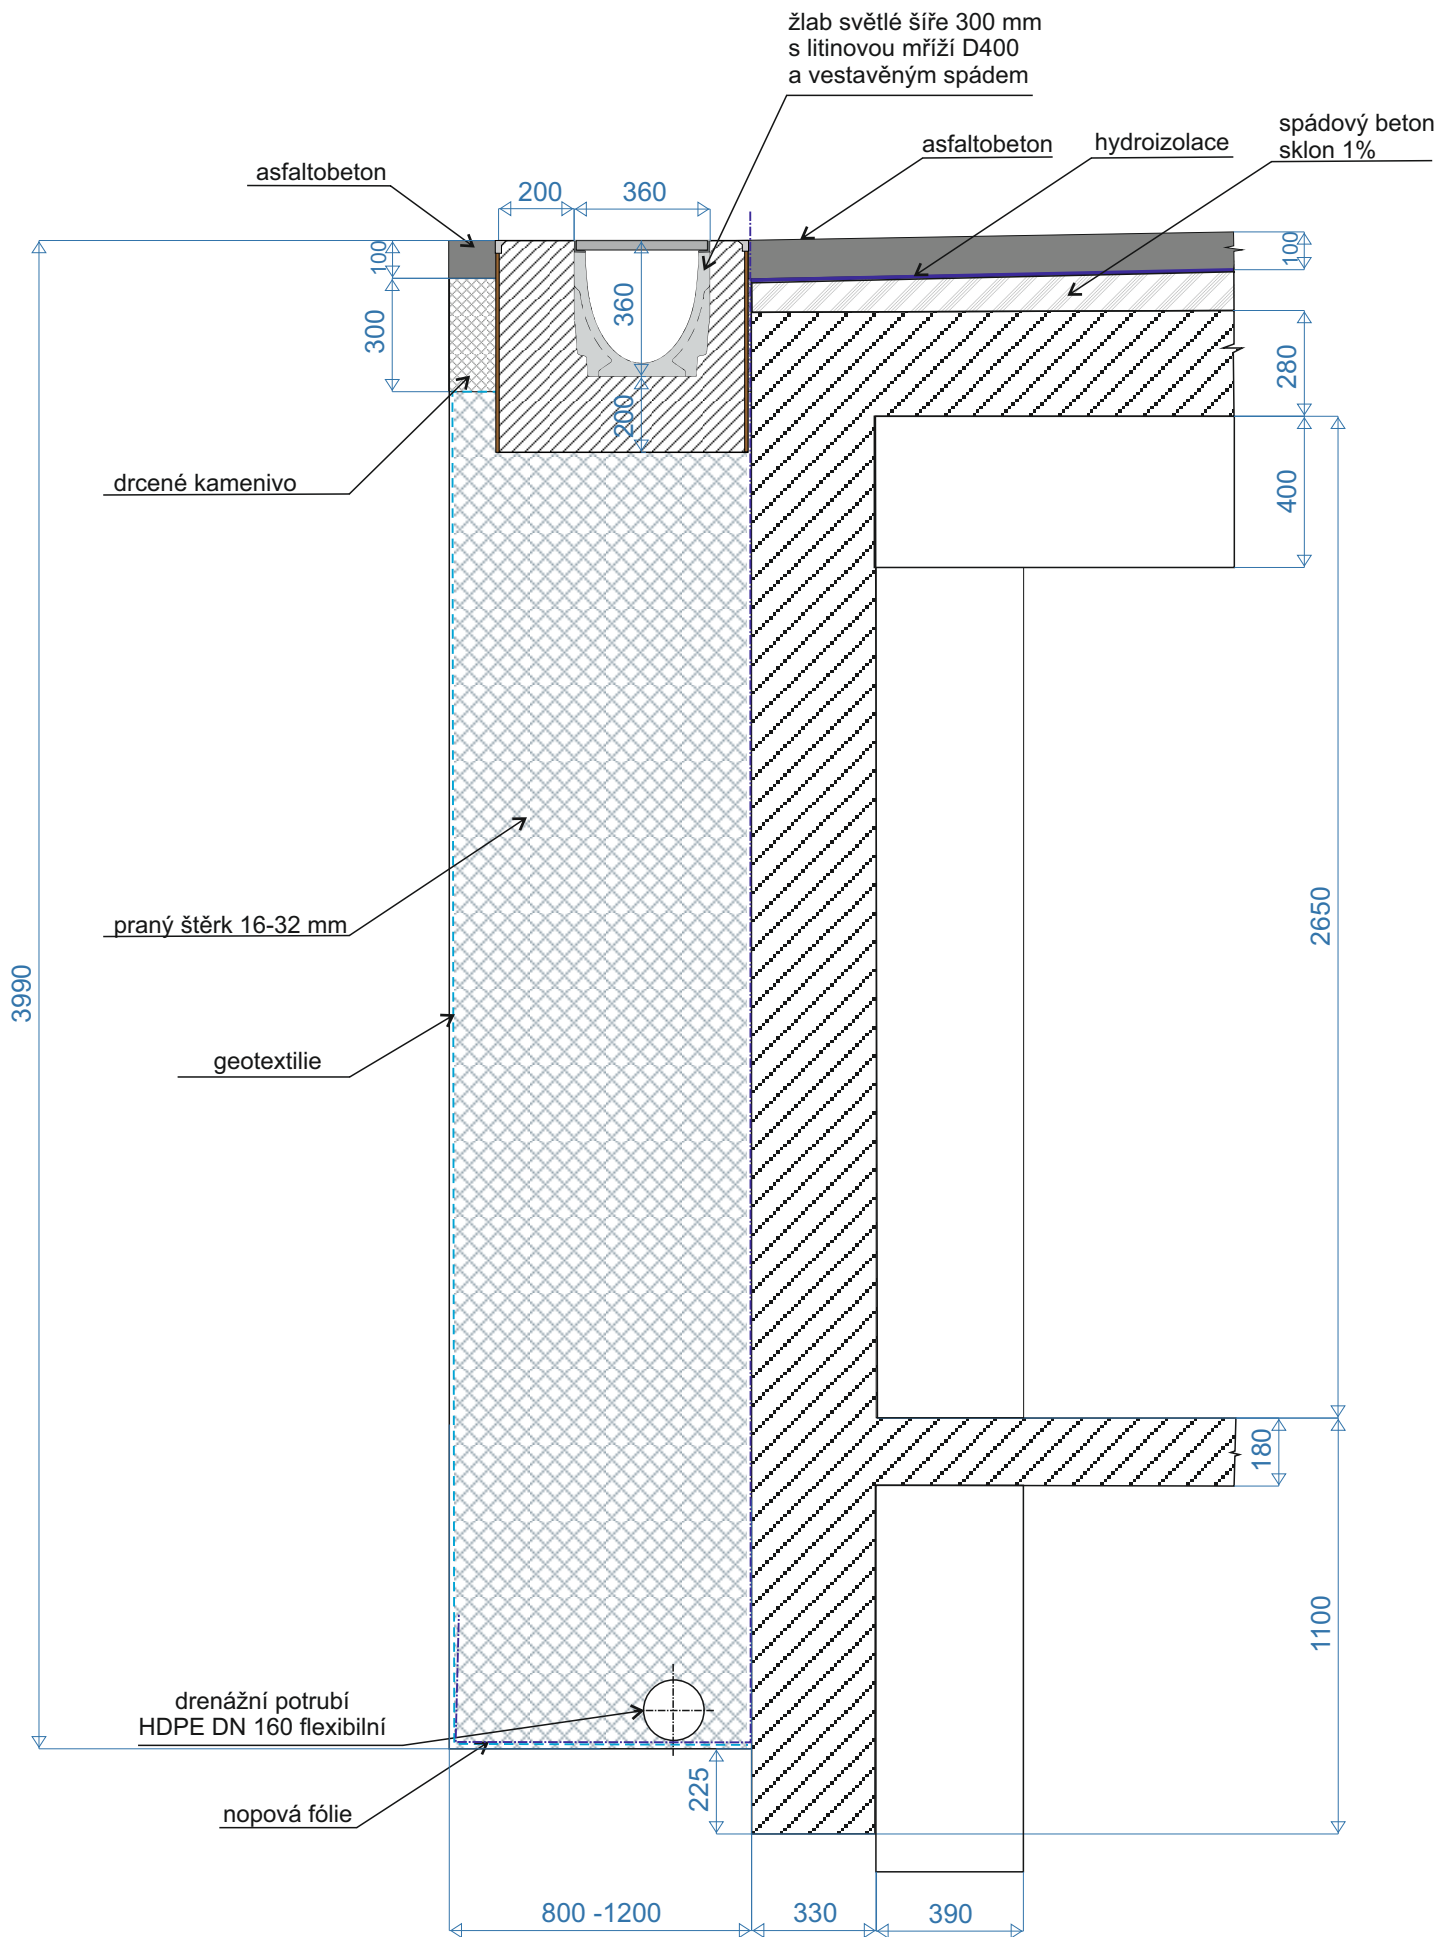 žlab světlé šíře 300 mm
s litinovou mříží D400
a vestavěným spádem
spádový beton
sklon 1%
asfaltobeton
hydroizolace
asfaltobeton
200
360
100
100
300
360
280
200
400
drcené kamenivo
praný štěrk 16-32 mm
2650
3990
geotextilie
180
1100
drenážní potrubí
HDPE DN 160 flexibilní
225
nopová fólie
800 -1200
330
390